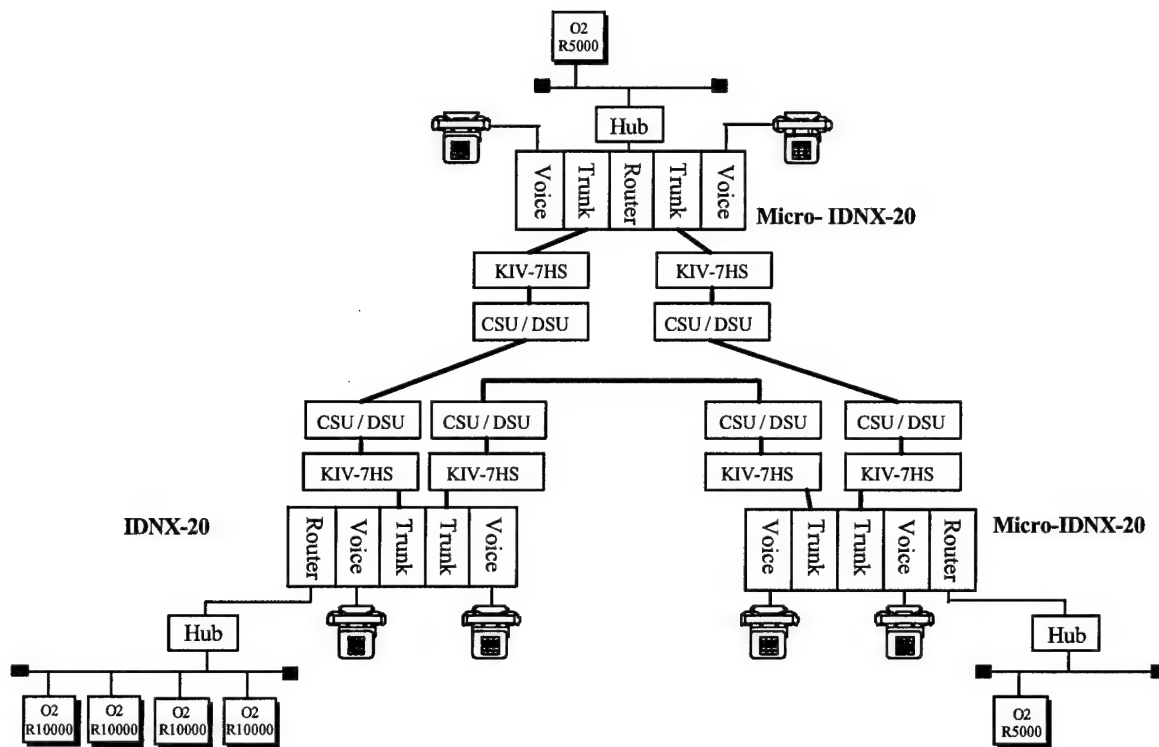 O2
R5000
Hub
Voice
Trunk
Router
Trunk
Voice
Micro- IDNX-20
KIV-7HS
KIV-7HS
CSU / DSU
CSU / DSU
CSU / DSU
CSU / DSU
CSU / DSU
CSU / DSU
KIV-7HS
KIV-7HS
KIV-7HS
KIV-7HS
IDNX-20
Router
Voice
Trunk
Trunk
Voice
Voice
Trunk
Trunk
Voice
Router
Micro-IDNX-20
Hub
Hub
O2
R10000
O2
R10000
O2
R10000
O2
R10000
O2
R5000